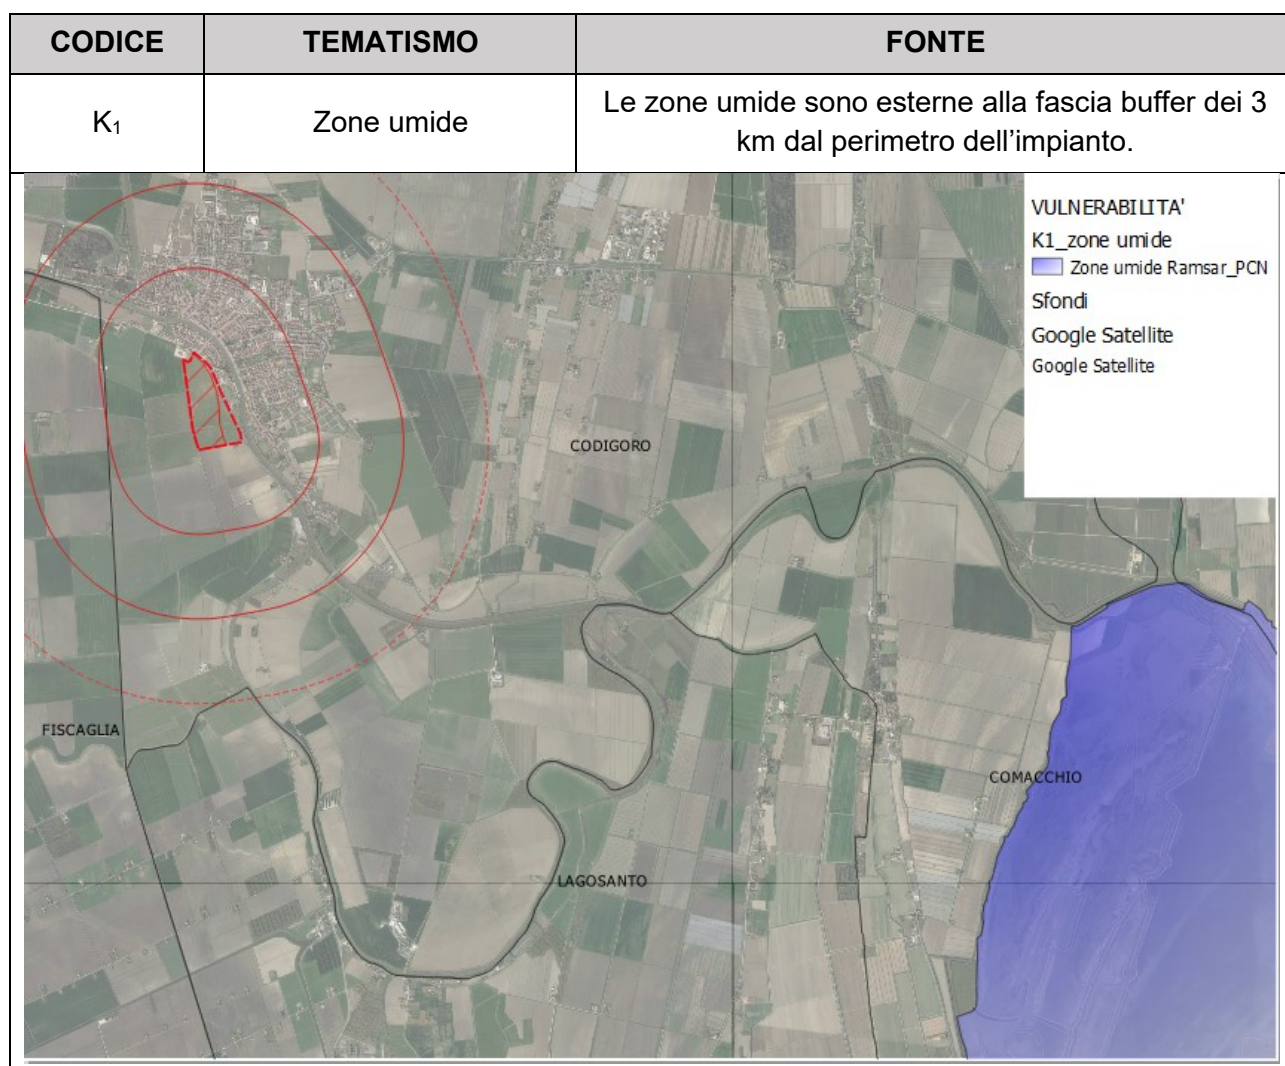 CODICE TEMATISMO FONTE
K₁ Zone umide Le zone umide sono esterne alla fascia buffer dei 3
km dal perimetro dell’impianto.
VULNERABILITA'
K1_zone umide
Zone umide Ramsar_PCN
Sfondi
Google Satellite
Google Satellite
CODIGORO
FISCAGLIA
COMACCHIO
LAGOSANTO